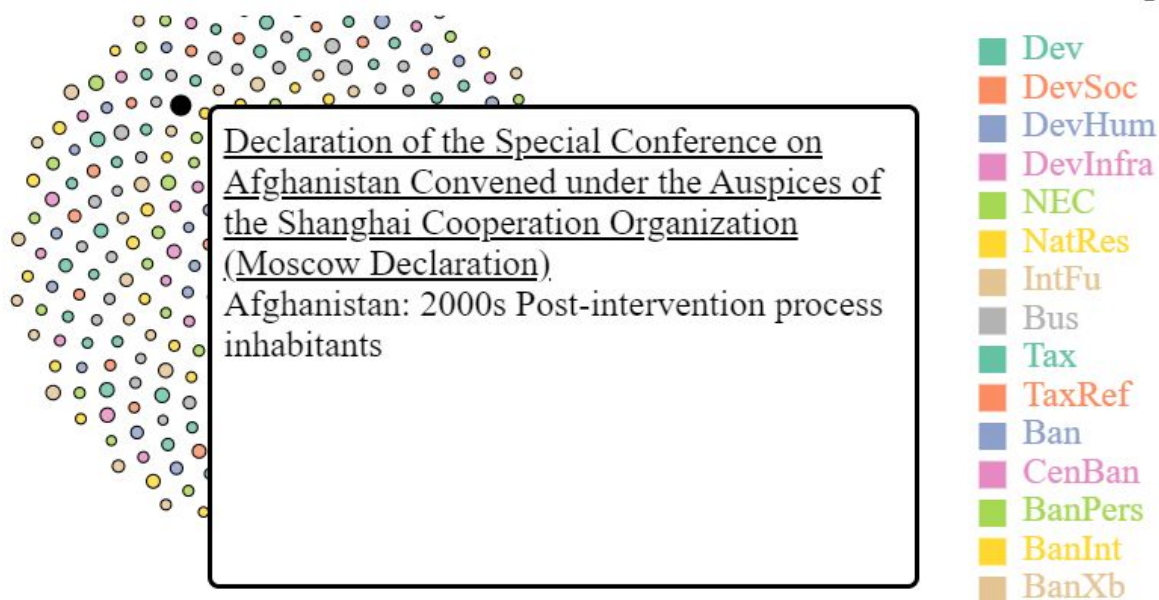 Declaration of the Special Conference on
Afghanistan Convened under the Auspices of
the Shanghai Cooperation Organization
(Moscow Declaration)
Afghanistan: 2000s Post-intervention process
inhabitants
Dev
DevSoc
DevHum
DevInfra
NEC
NatRes
IntFu
Bus
Tax
TaxRef
Ban
CenBan
BanPers
BanInt
BanXb